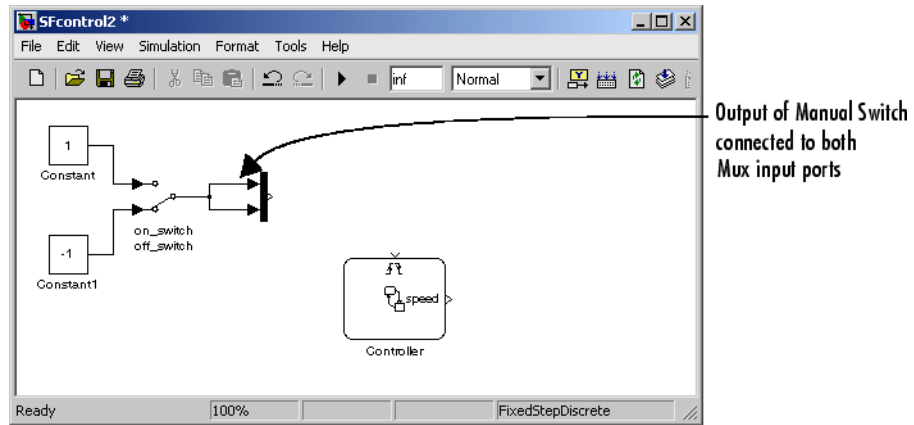 SFcontrol2 *
File Edit View Simulation Format Tools Help
inf Normal
Output of Manual Switch
connected to both
Mux input ports
1
Constant
on_switch
off_switch
-1
Constant1
speed
Controller
Ready 100% FixedStepDiscrete